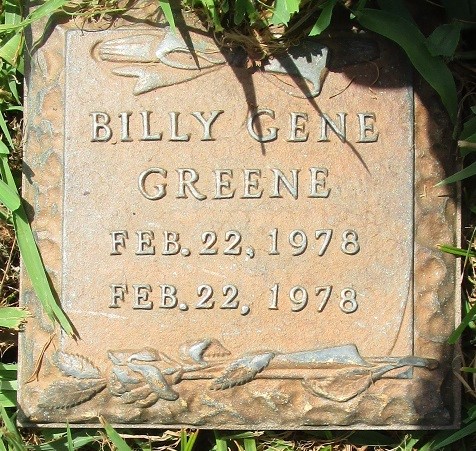 BILLY GENE
GREENE
FEB. 22, 1978
FEB. 22, 1978